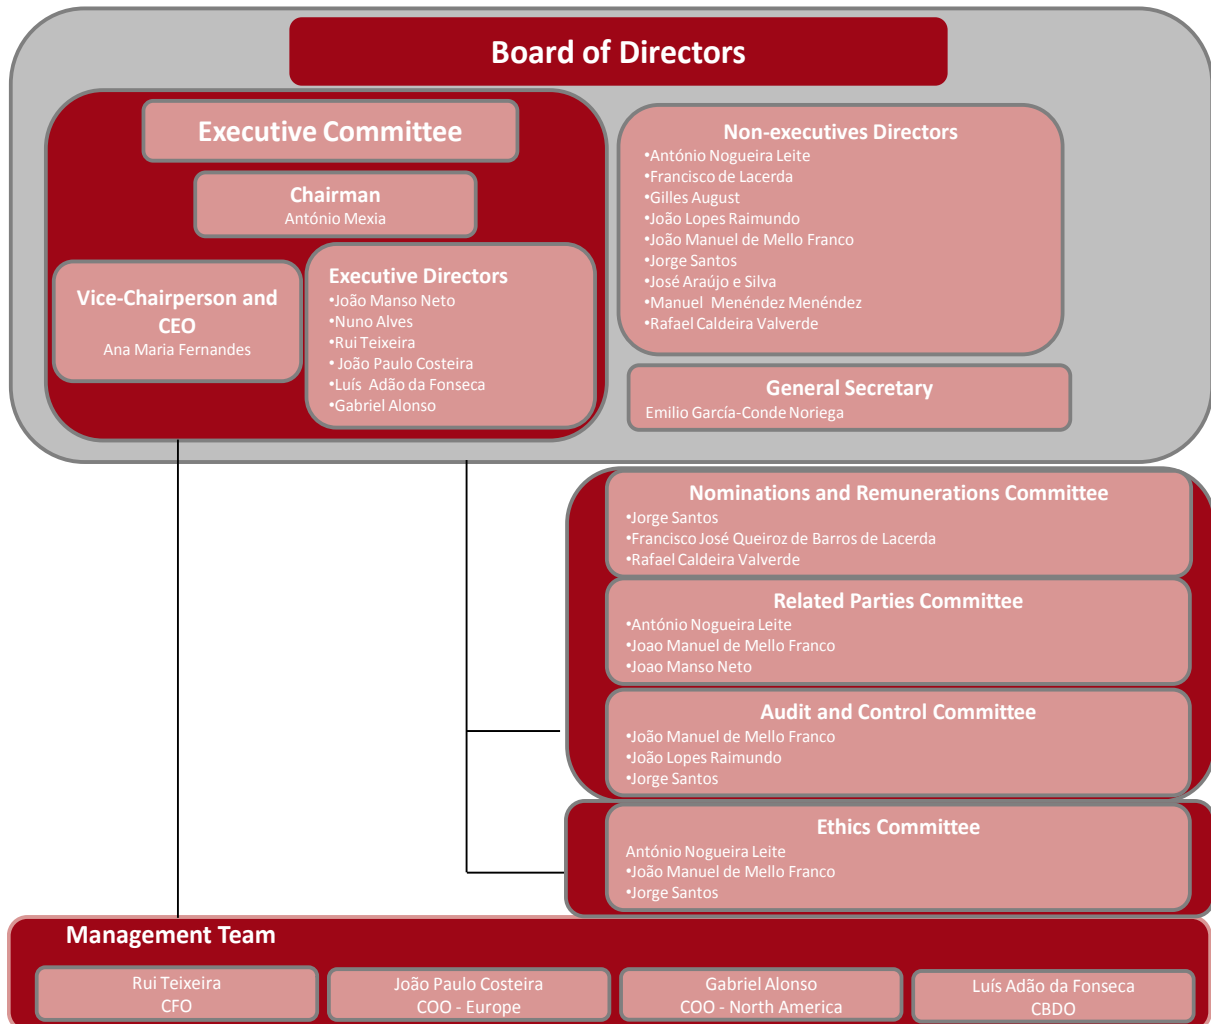 Board of Directors
Executive Committee
Chairman
António Mexia
Vice-Chairperson and
CEO
Ana Maria Fernandes
Executive Directors
•João Manso Neto
•Nuno Alves
•Rui Teixeira
• João Paulo Costeira
•Luís Adão da Fonseca
•Gabriel Alonso
Non-executives Directors
•António Nogueira Leite
•Francisco de Lacerda
•Gilles August
•João Lopes Raimundo
•João Manuel de Mello Franco
•Jorge Santos
•José Araújo e Silva
•Manuel Menéndez Menéndez
•Rafael Caldeira Valverde
General Secretary
Emilio García-Conde Noriega
Nominations and Remunerations Committee
•Jorge Santos
•Francisco José Queiroz de Barros de Lacerda
•Rafael Caldeira Valverde
Related Parties Committee
•António Nogueira Leite
•Joao Manuel de Mello Franco
•Joao Manso Neto
Audit and Control Committee
•João Manuel de Mello Franco
•João Lopes Raimundo
•Jorge Santos
Ethics Committee
António Nogueira Leite
•João Manuel de Mello Franco
•Jorge Santos
Management Team
Rui Teixeira
CFO
João Paulo Costeira
COO - Europe
Gabriel Alonso
COO - North America
Luís Adão da Fonseca
CBDO